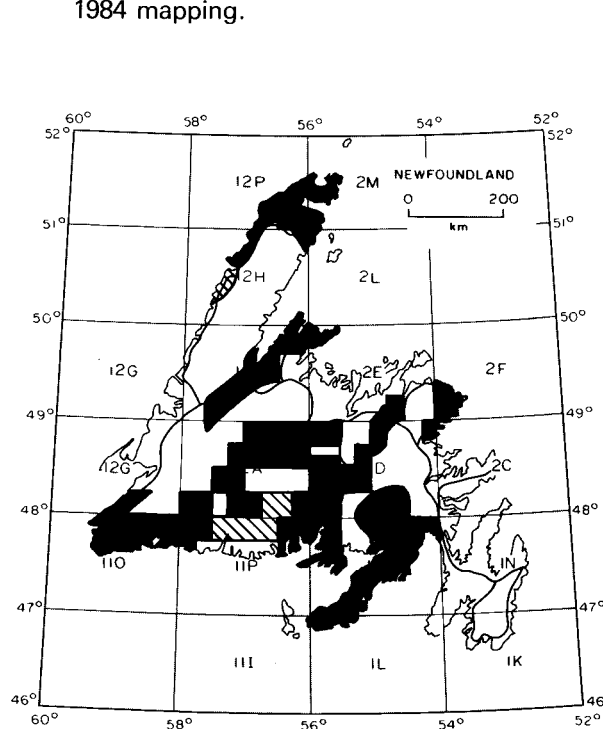 1984 mapping.
60° 58° 56° 54° 52°
52° 52°
12P 2M NEWFOUNDLAND
0 200
km
51° 51°
12H 2L
50° 50°
12G 2E 2F
49° 49°
12G D 2C
48° 48°
11O 11P 1N
47° 47°
11I 1L 1K
46° 46
60° 58° 56° 54° 52°